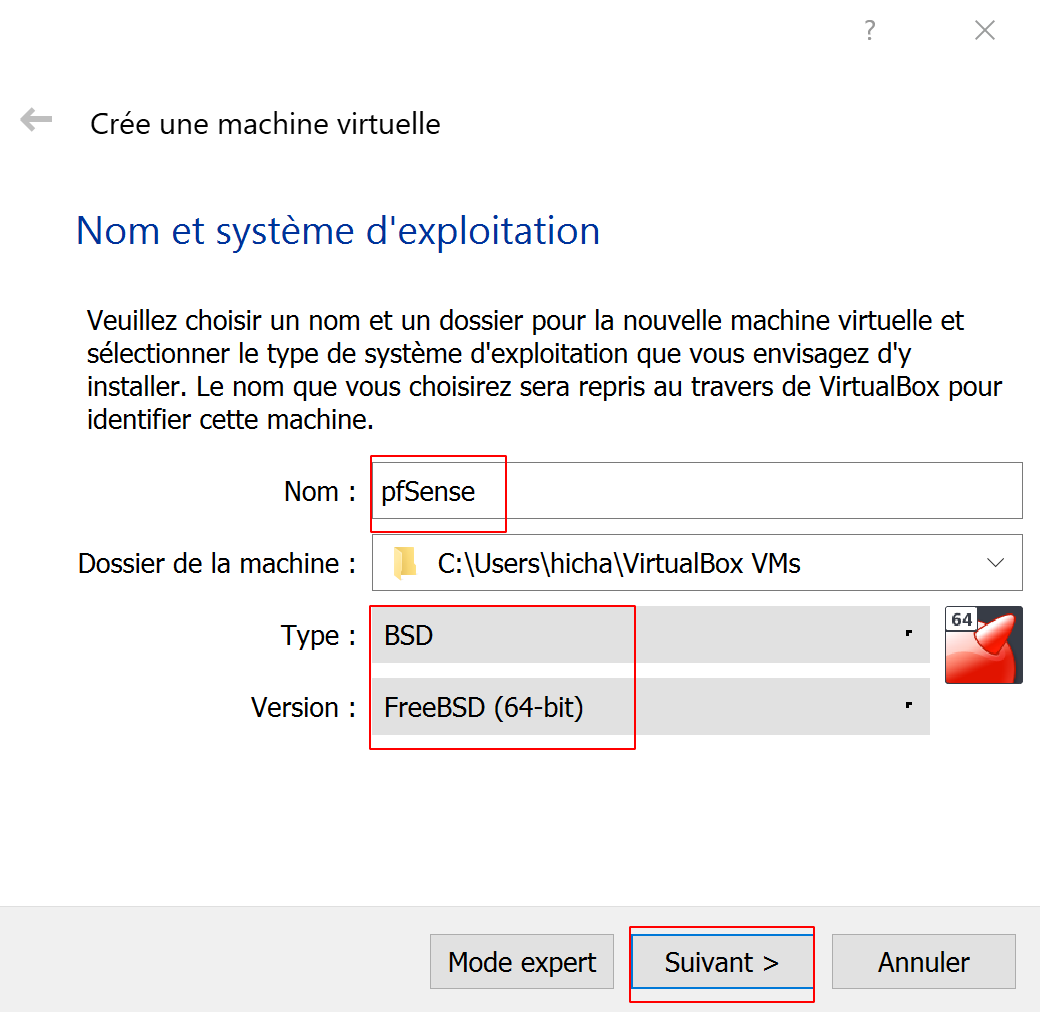 ?
Crée une machine virtuelle
Nom et système d'exploitation
Veuillez choisir un nom et un dossier pour la nouvelle machine virtuelle et
sélectionner le type de système d'exploitation que vous envisagez d'y
installer. Le nom que vous choisirez sera repris au travers de VirtualBox pour
identifier cette machine.
Nom : pfSense
Dossier de la machine : C:\Users\hicha\VirtualBox VMs
Type : BSD
64
Version : FreeBSD (64-bit)
Mode expert Suivant > Annuler